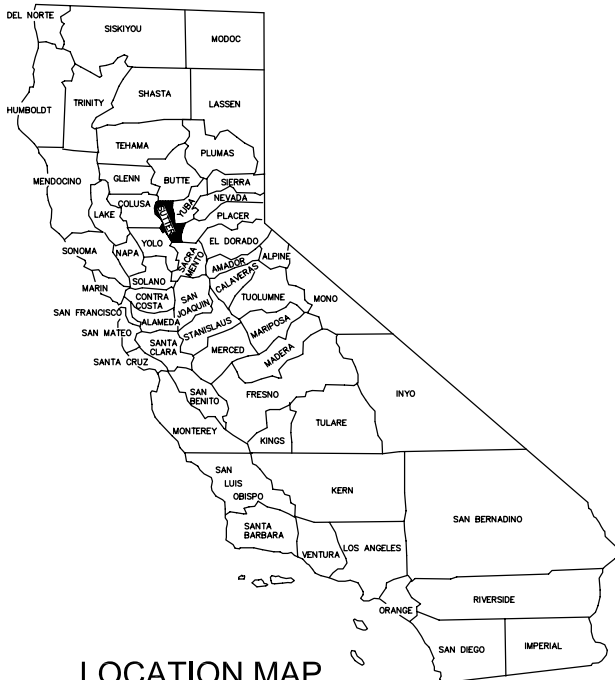 DEL NORTE
SISKIYOU
MODOC
HUMBOLDT
TRINITY
SHASTA
LASSEN
TEHAMA
PLUMAS
MENDOCINO
GLENN
BUTTE
SIERRA
LAKE
COLUSA
SUTTER
YUBA
NEVADA
PLACER
SONOMA
NAPA
YOLO
SACRA
MENTO
EL DORADO
ALPINE
AMADOR
SOLANO
MARIN
CONTRA
COSTA
SAN
JOAQUIN
CALAVERAS
TUOLUMNE
MONO
SAN FRANCISCO
ALAMEDA
STANISLAUS
MARIPOSA
SAN MATEO
SANTA
CLARA
MERCED
MADERA
SANTA CRUZ
SAN
BENITO
FRESNO
INYO
MONTEREY
KINGS
TULARE
SAN
LUIS
OBISPO
KERN
SAN BERNADINO
SANTA
BARBARA
VENTURA
LOS ANGELES
ORANGE
RIVERSIDE
SAN DIEGO
IMPERIAL
LOCATION MAP